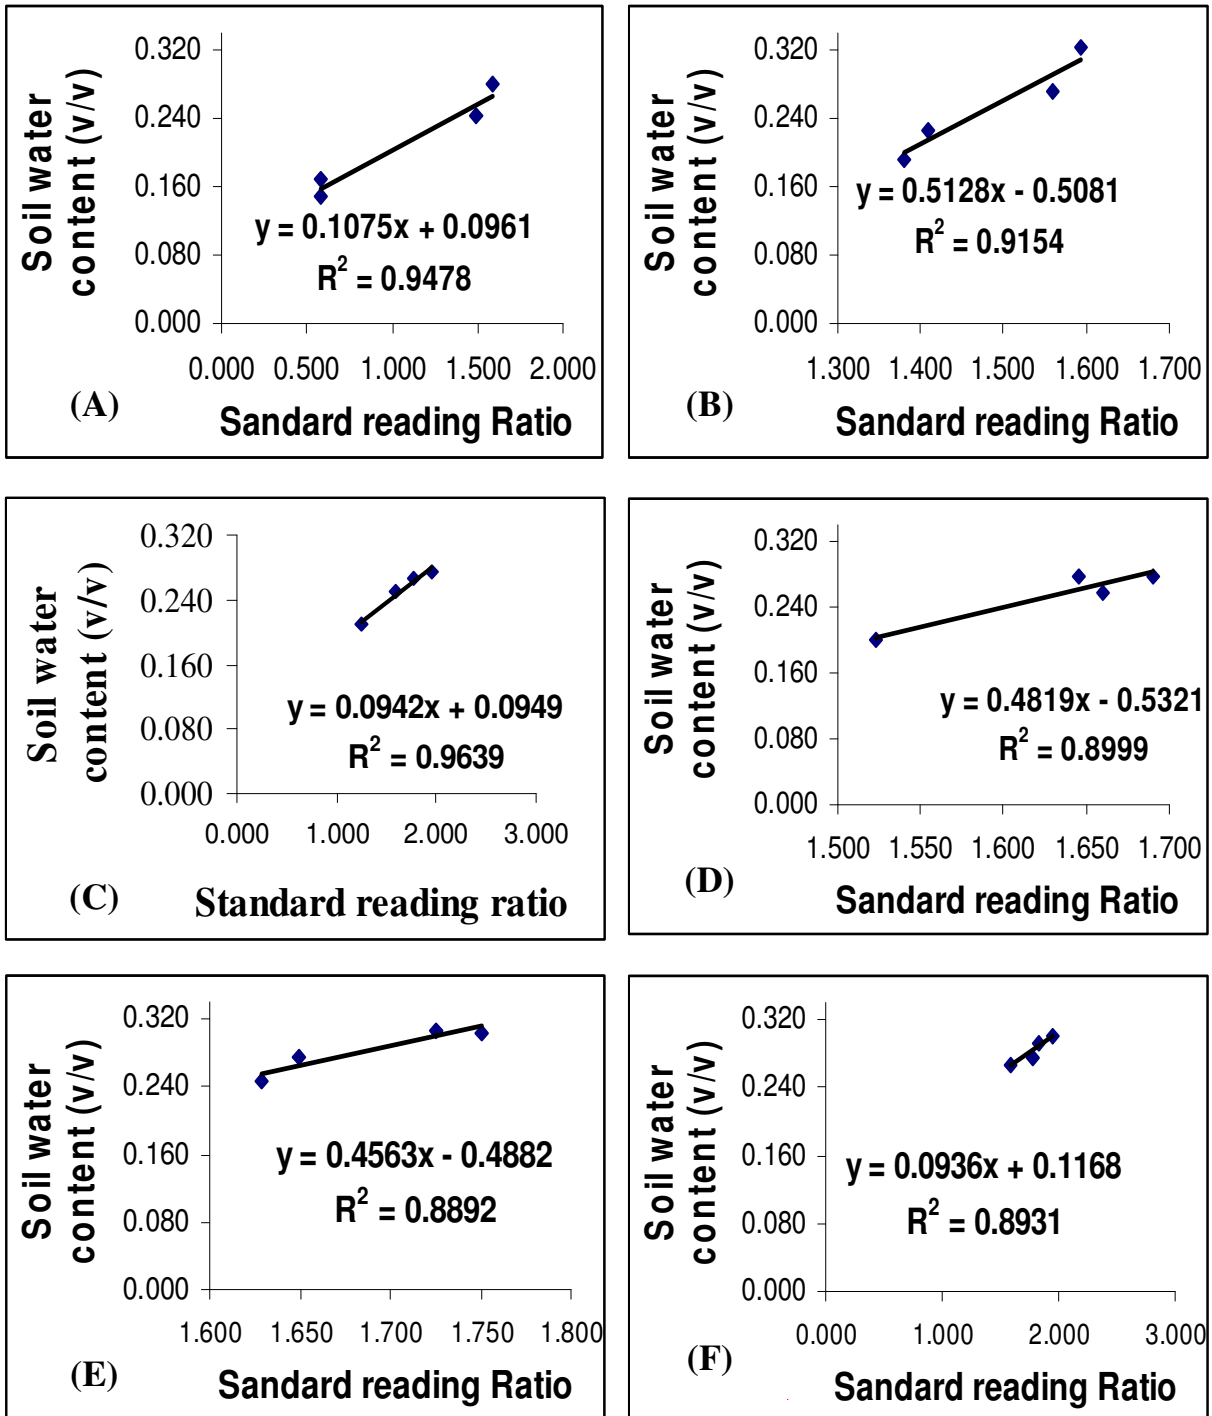 Soil water
content (v/v)
0.320
0.240
0.160
0.080
0.000
y = 0.1075x + 0.0961
R² = 0.9478
0.000 0.500 1.000 1.500 2.000
(A)
Sandard reading Ratio
Soil water
content (v/v)
0.320
0.240
0.160
0.080
0.000
y = 0.5128x - 0.5081
R² = 0.9154
1.300 1.400 1.500 1.600 1.700
(B)
Sandard reading Ratio
Soil water
content (v/v)
0.320
0.240
0.160
0.080
0.000
y = 0.0942x + 0.0949
R² = 0.9639
0.000 1.000 2.000 3.000
(C)
Standard reading ratio
Soil water
content (v/v)
0.320
0.240
0.160
0.080
0.000
y = 0.4819x - 0.5321
R² = 0.8999
1.500 1.550 1.600 1.650 1.700
(D)
Sandard reading Ratio
Soil water
content (v/v)
0.320
0.240
0.160
0.080
0.000
y = 0.4563x - 0.4882
R² = 0.8892
1.600 1.650 1.700 1.750 1.800
(E)
Sandard reading Ratio
Soil water
content (v/v)
0.320
0.240
0.160
0.080
0.000
y = 0.0936x + 0.1168
R² = 0.8931
0.000 1.000 2.000 3.000
(F)
Sandard reading Ratio